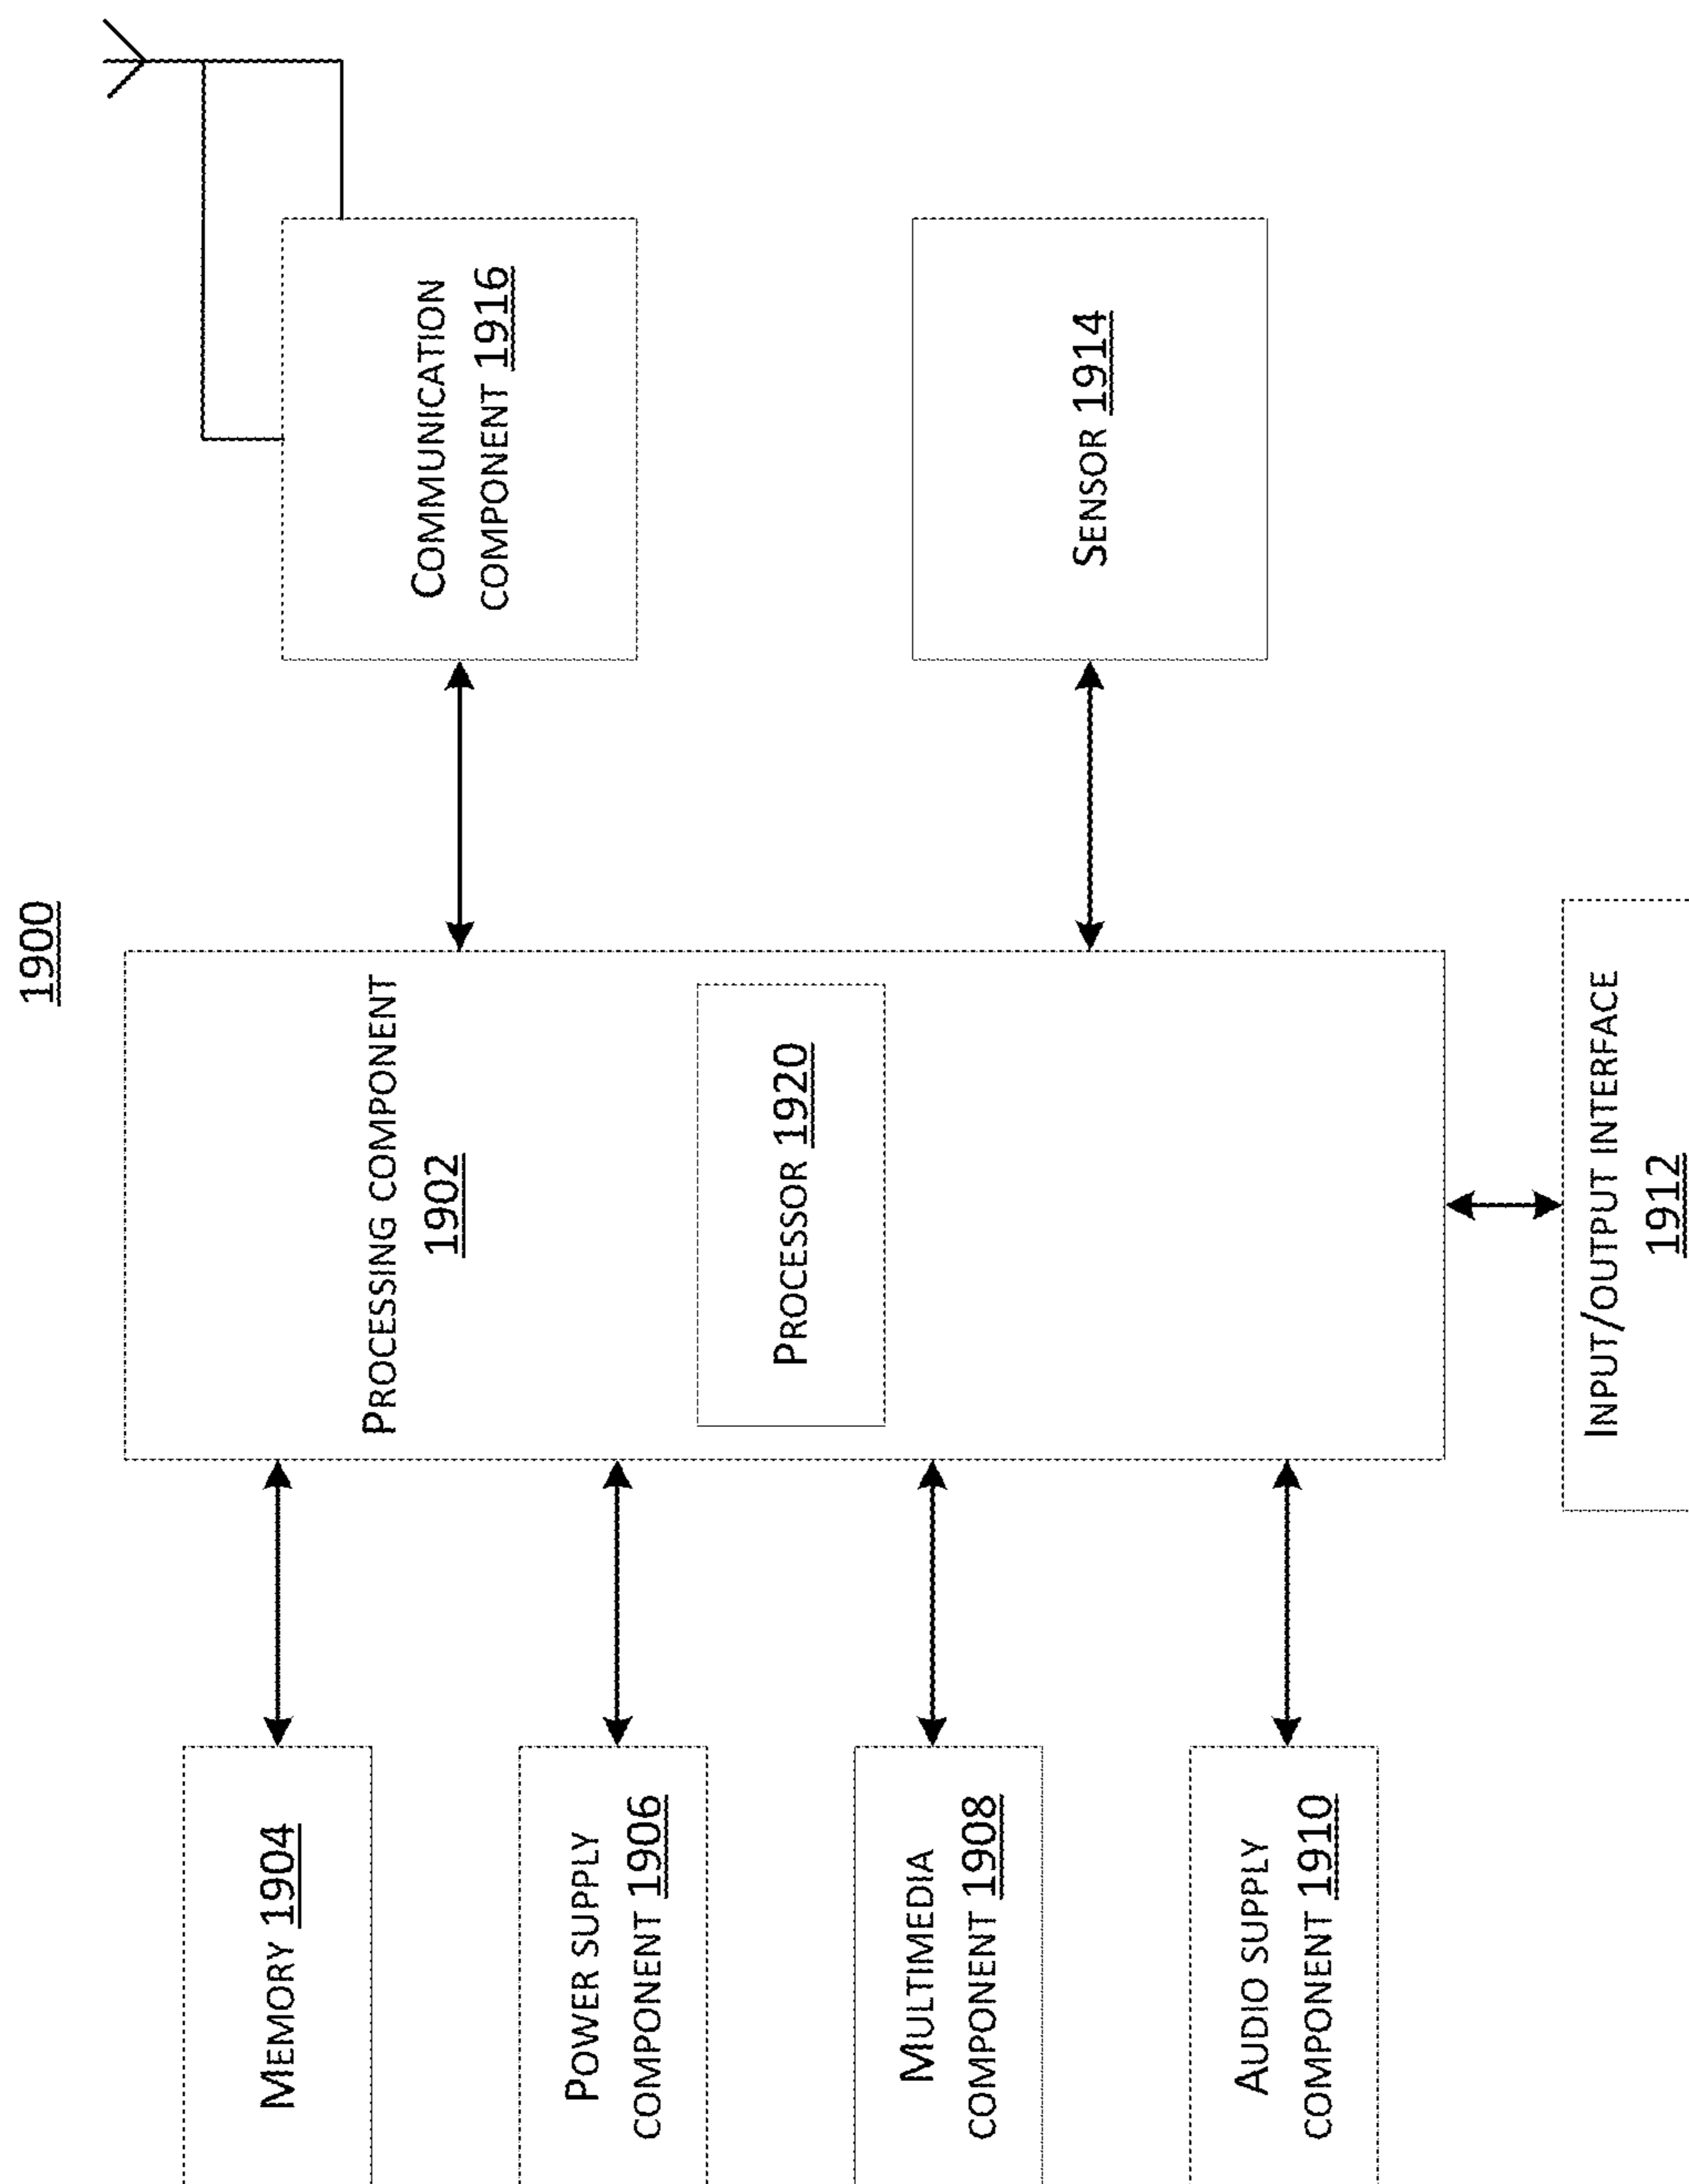 1900
MEMORY 1904
POWER SUPPLY
COMPONENT 1906
MULTIMEDIA
COMPONENT 1908
AUDIO SUPPLY
COMPONENT 1910
PROCESSING COMPONENT
1902
PROCESSOR 1920
INPUT/OUTPUT INTERFACE
1912
COMMUNICATION
COMPONENT 1916
SENSOR 1914